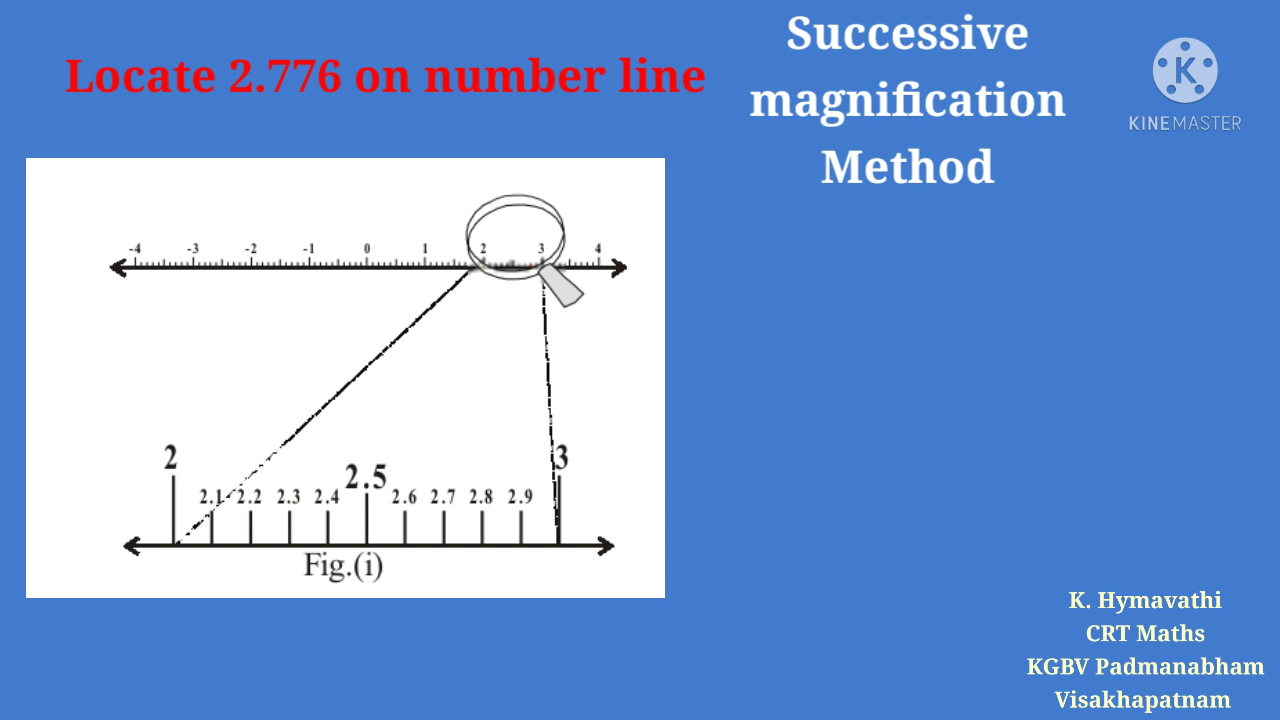 Locate 2.776 on number line
Successive
magnification
Method
K
KINEMASTER
-4 -3 -2 -1 0 1 2 3 4
2 2.1 2.2 2.3 2.4 2.5 2.6 2.7 2.8 2.9 3
Fig.(i)
K. Hymavathi
CRT Maths
KGBV Padmanabham
Visakhapatnam